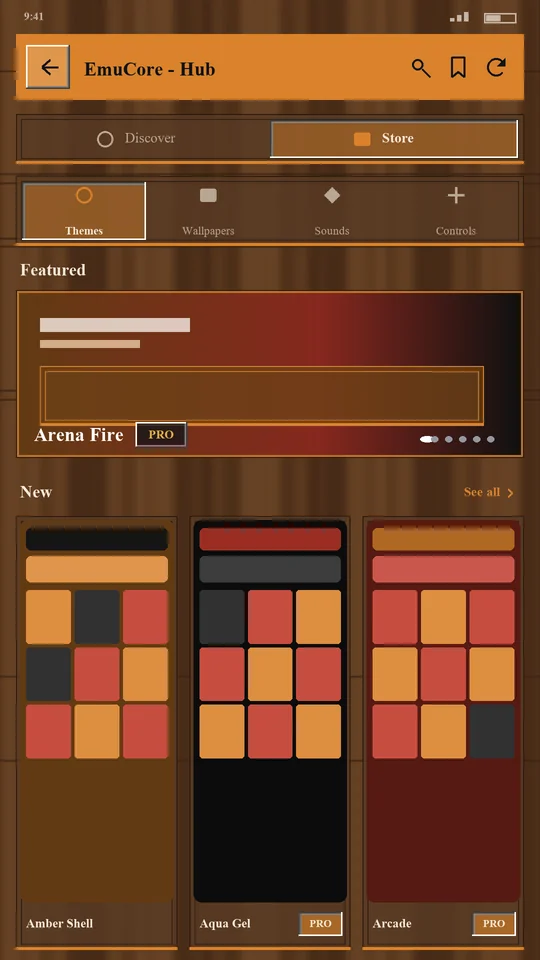 9:41
EmuCore - Hub
Discover
Store
Themes
Wallpapers
Sounds
Controls
Featured
Arena Fire
PRO
New
See all
Amber Shell
Aqua Gel
PRO
Arcade
PRO